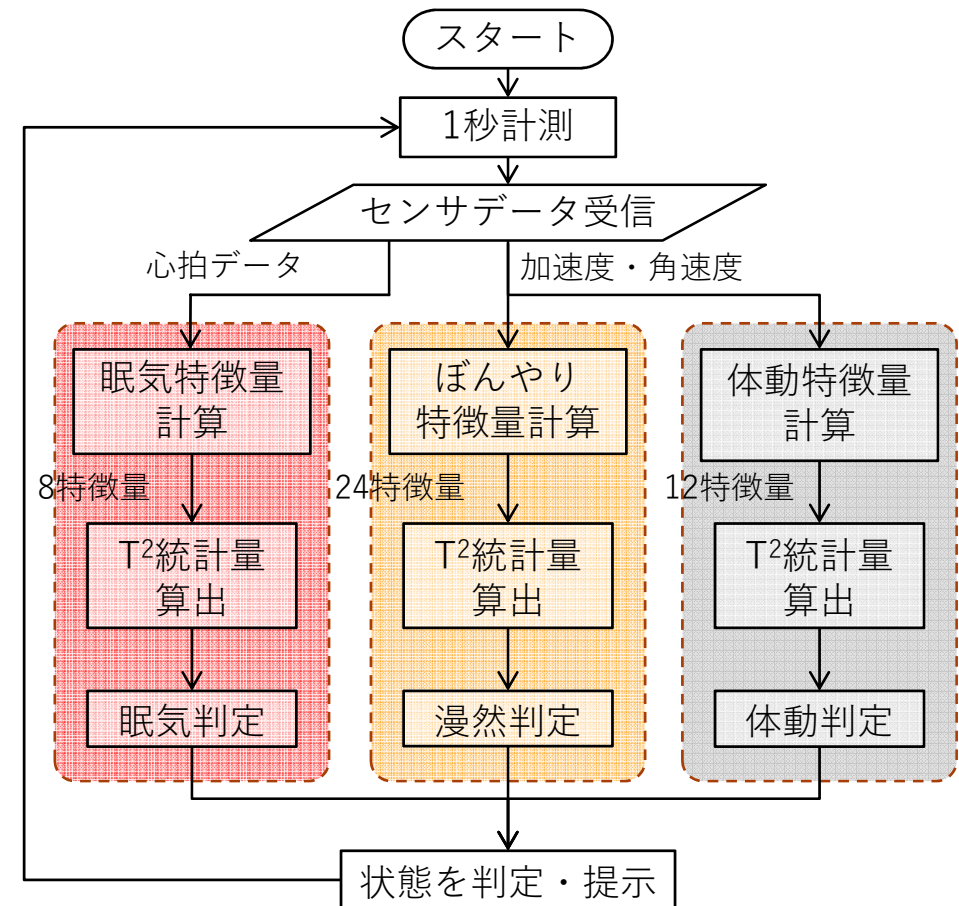 スタート
1秒計測
センサデータ受信
心拍データ
加速度・角速度
眠気特徴量
計算
ぼんやり
特徴量計算
体動特徴量
計算
8特徴量
24特徴量
12特徴量
T²統計量
算出
T²統計量
算出
T²統計量
算出
眠気判定
漫然判定
体動判定
状態を判定・提示